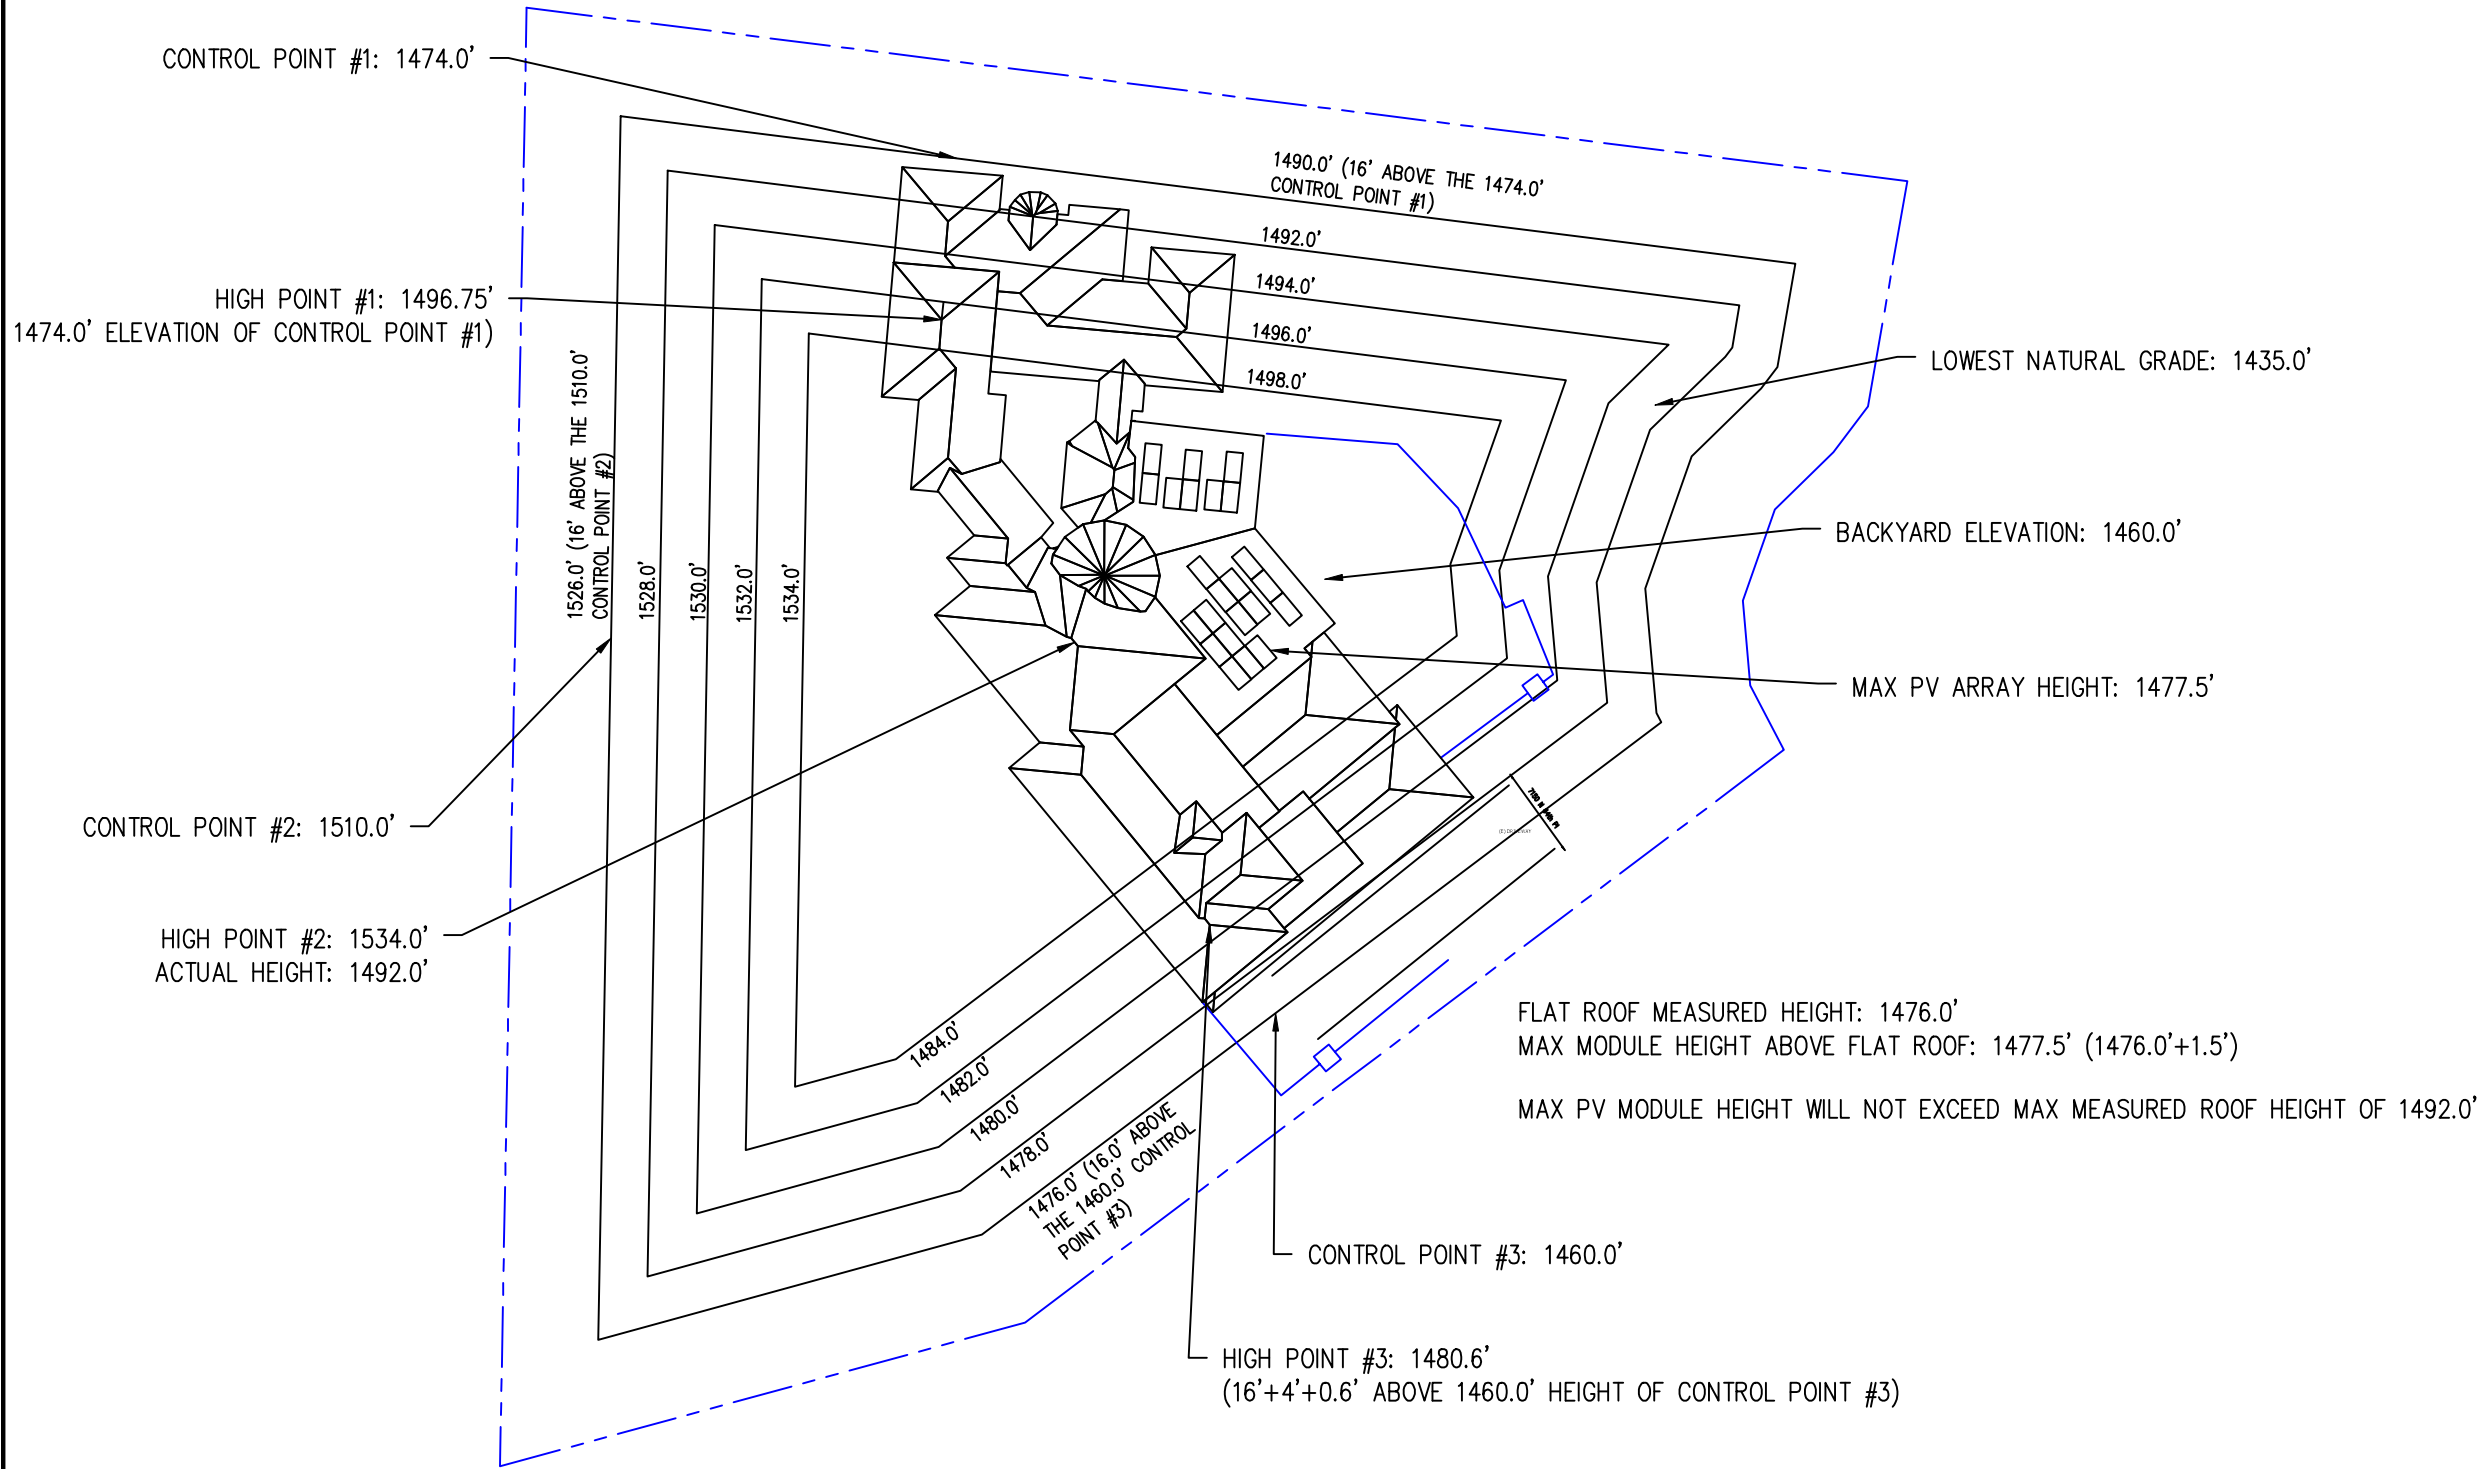 CONTROL POINT #1: 1474.0'
1490.0' (16' ABOVE THE 1474.0'
CONTROL POINT #1)
1492.0'
1494.0'
1496.0'
1498.0'
HIGH POINT #1: 1496.75'
1474.0' ELEVATION OF CONTROL POINT #1)
LOWEST NATURAL GRADE: 1435.0'
1526.0' (16' ABOVE THE 1510.0'
CONTROL POINT #2)
1528.0'
1530.0'
1532.0'
1534.0'
BACKYARD ELEVATION: 1460.0'
MAX PV ARRAY HEIGHT: 1477.5'
CONTROL POINT #2: 1510.0'
(E) DRIVEWAY
HIGH POINT #2: 1534.0'
ACTUAL HEIGHT: 1492.0'
FLAT ROOF MEASURED HEIGHT: 1476.0'
MAX MODULE HEIGHT ABOVE FLAT ROOF: 1477.5' (1476.0'+1.5')
MAX PV MODULE HEIGHT WILL NOT EXCEED MAX MEASURED ROOF HEIGHT OF 1492.0'
1484.0'
1482.0'
1480.0'
1478.0'
1476.0' (16.0' ABOVE
THE 1460.0' CONTROL
POINT #3)
CONTROL POINT #3: 1460.0'
HIGH POINT #3: 1480.6'
(16'+4'+0.6' ABOVE 1460.0' HEIGHT OF CONTROL POINT #3)